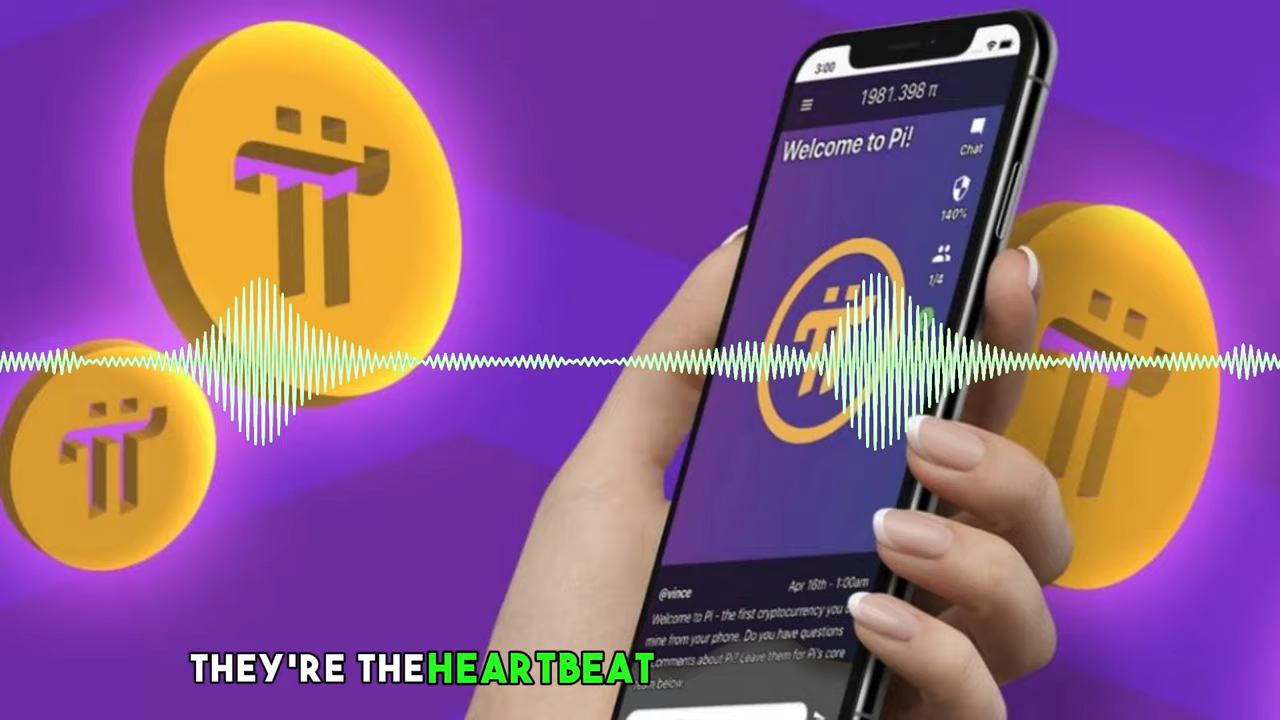 3:00
1981.398 π
Welcome to Pi!
Chat
140%
1/4
@vince
Apr 16th - 1:00am
Welcome to Pi - the first cryptocurrency you
mine from your phone. Do you have questions
comments about Pi? Leave them for Pi's core
team below.
THEY'RE THE HEARTBEAT